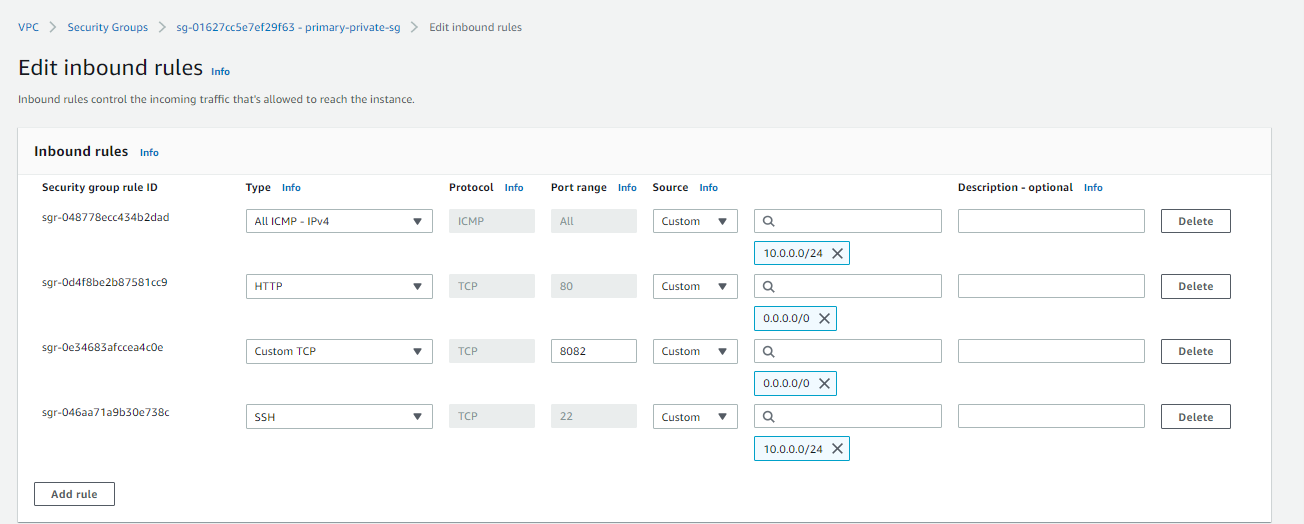 VPC > Security Groups > sg-01627cc5e7ef29f63 - primary-private-sg > Edit inbound rules
Edit inbound rules Info
Inbound rules control the incoming traffic that's allowed to reach the instance.
Inbound rules Info
Security group rule ID Type Info Protocol Info Port range Info Source Info Description - optional Info
sgr-048778ecc434b2dad All ICMP - IPv4 ICMP All Custom Delete
10.0.0.0/24
sgr-0d4f8be2b87581cc9 HTTP TCP 80 Custom Delete
0.0.0.0/0
sgr-0e34683afccea4c0e Custom TCP TCP 8082 Custom Delete
0.0.0.0/0
sgr-046aa71a9b30e738c SSH TCP 22 Custom Delete
10.0.0.0/24
Add rule